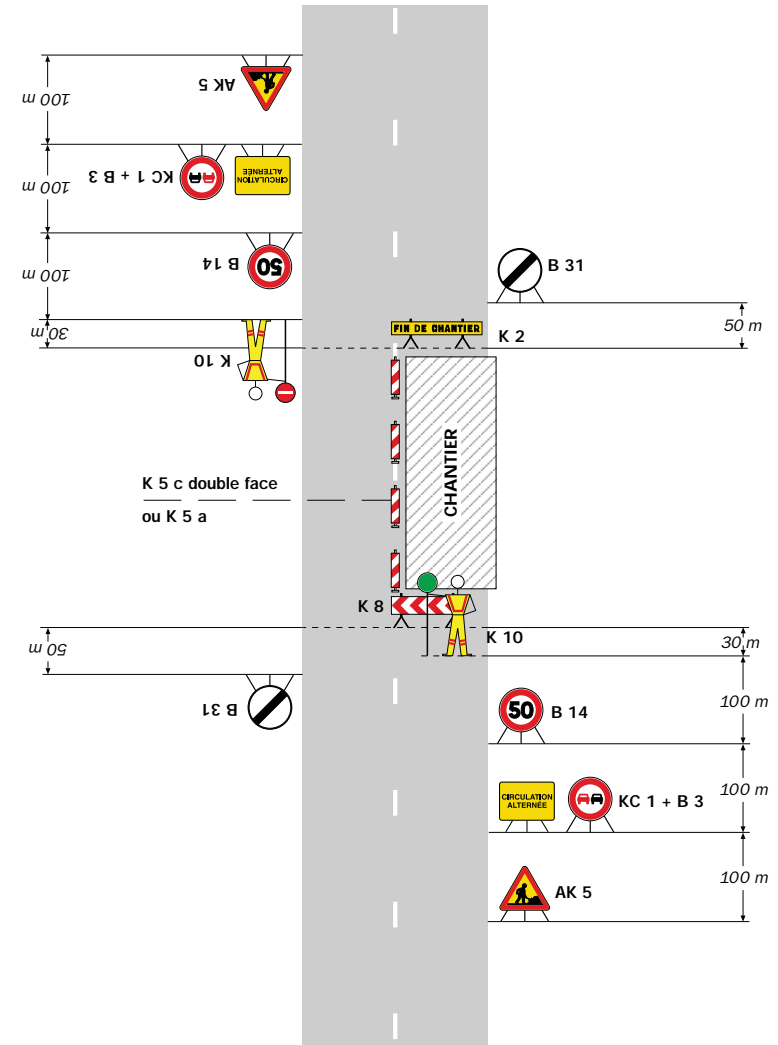 AK 5
100 m
KC 1 + B 3
CIRCULATION
ALTERNÉE
100 m
B 14
50
100 m
K 10
30 m
B 31
50 m
FIN DE CHANTIER
K 2
CHANTIER
K 5 c double face
ou K 5 a
K 8
K 10
30 m
50 m
B 31
50
B 14
100 m
CIRCULATION
ALTERNÉE
KC 1 + B 3
100 m
AK 5
100 m